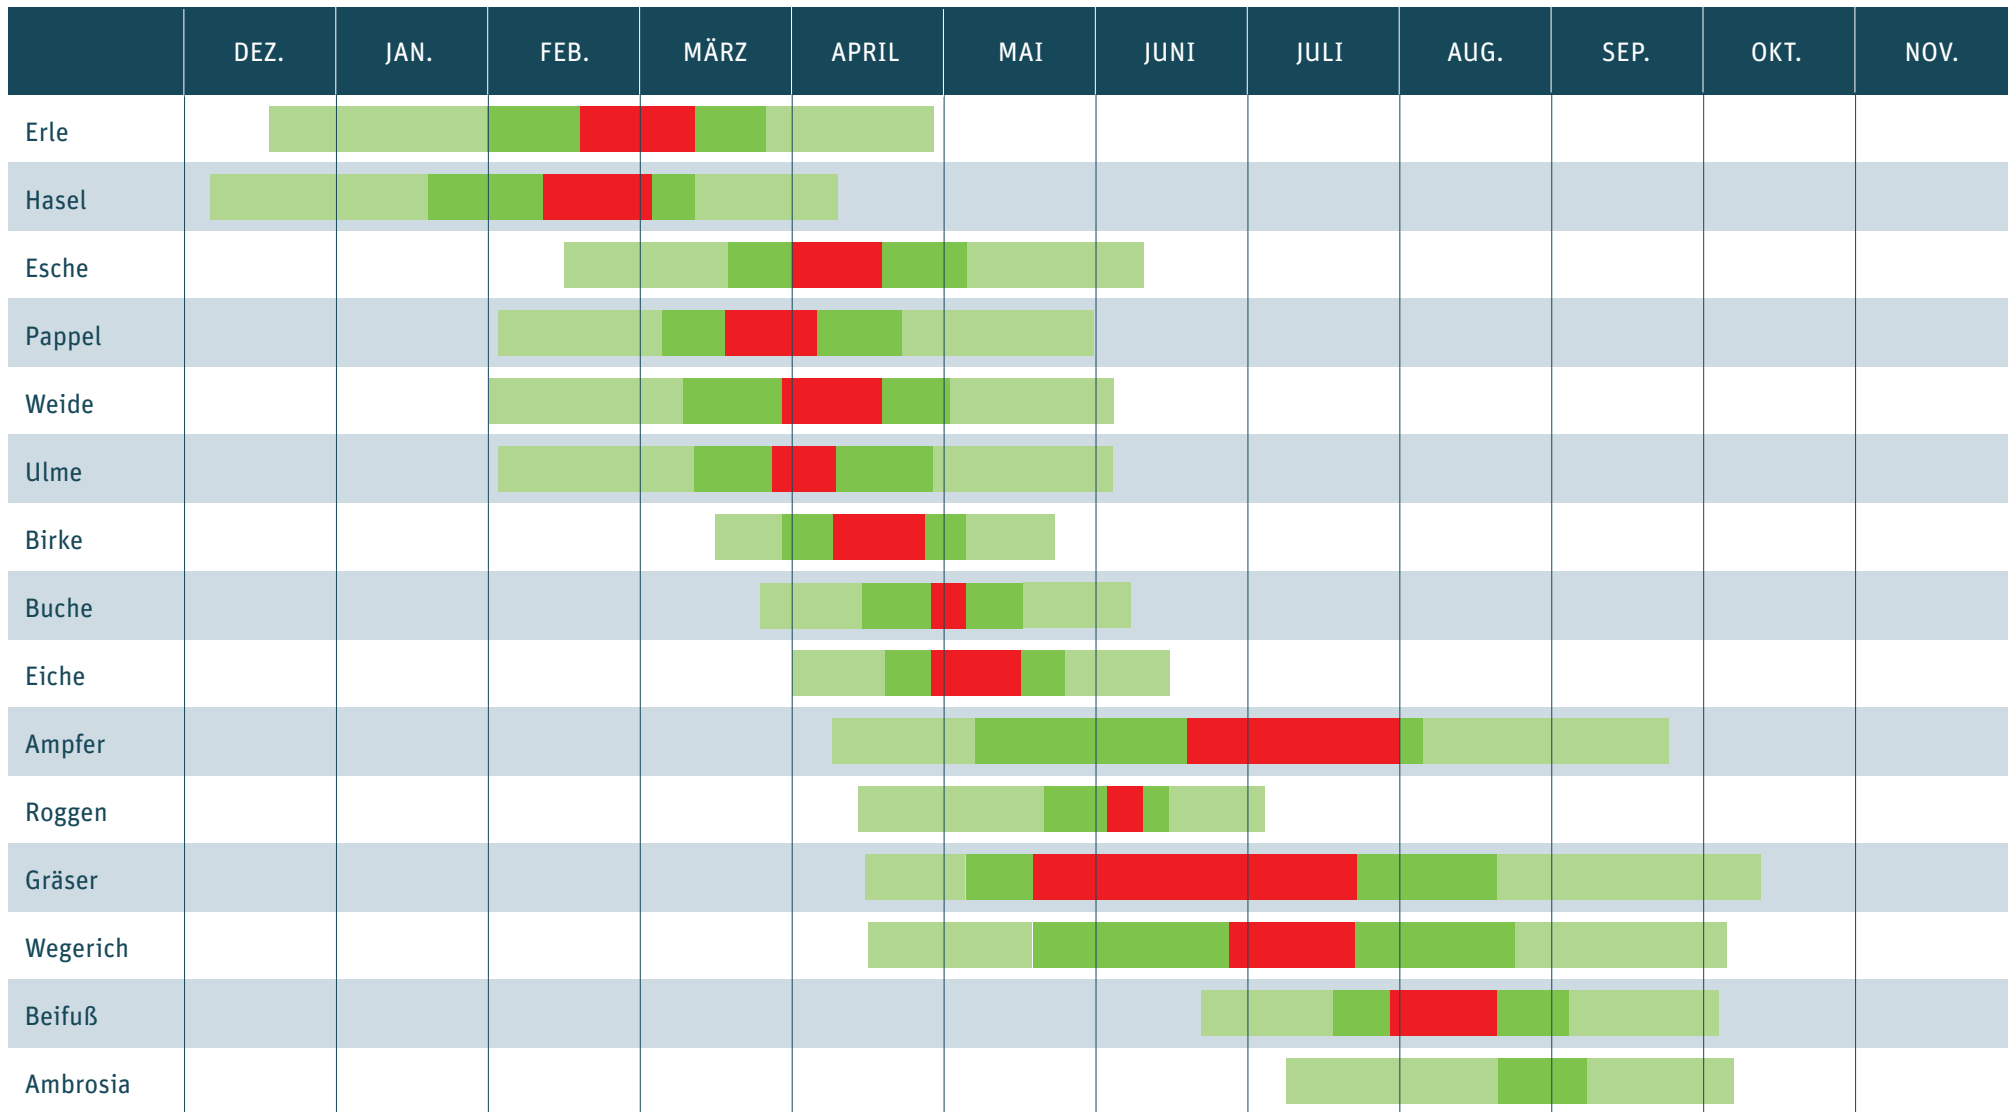 DEZ. JAN. FEB. MÄRZ APRIL MAI JUNI JULI AUG. SEP. OKT. NOV.
Erle
Hasel
Esche
Pappel
Weide
Ulme
Birke
Buche
Eiche
Ampfer
Roggen
Gräser
Wegerich
Beifuß
Ambrosia